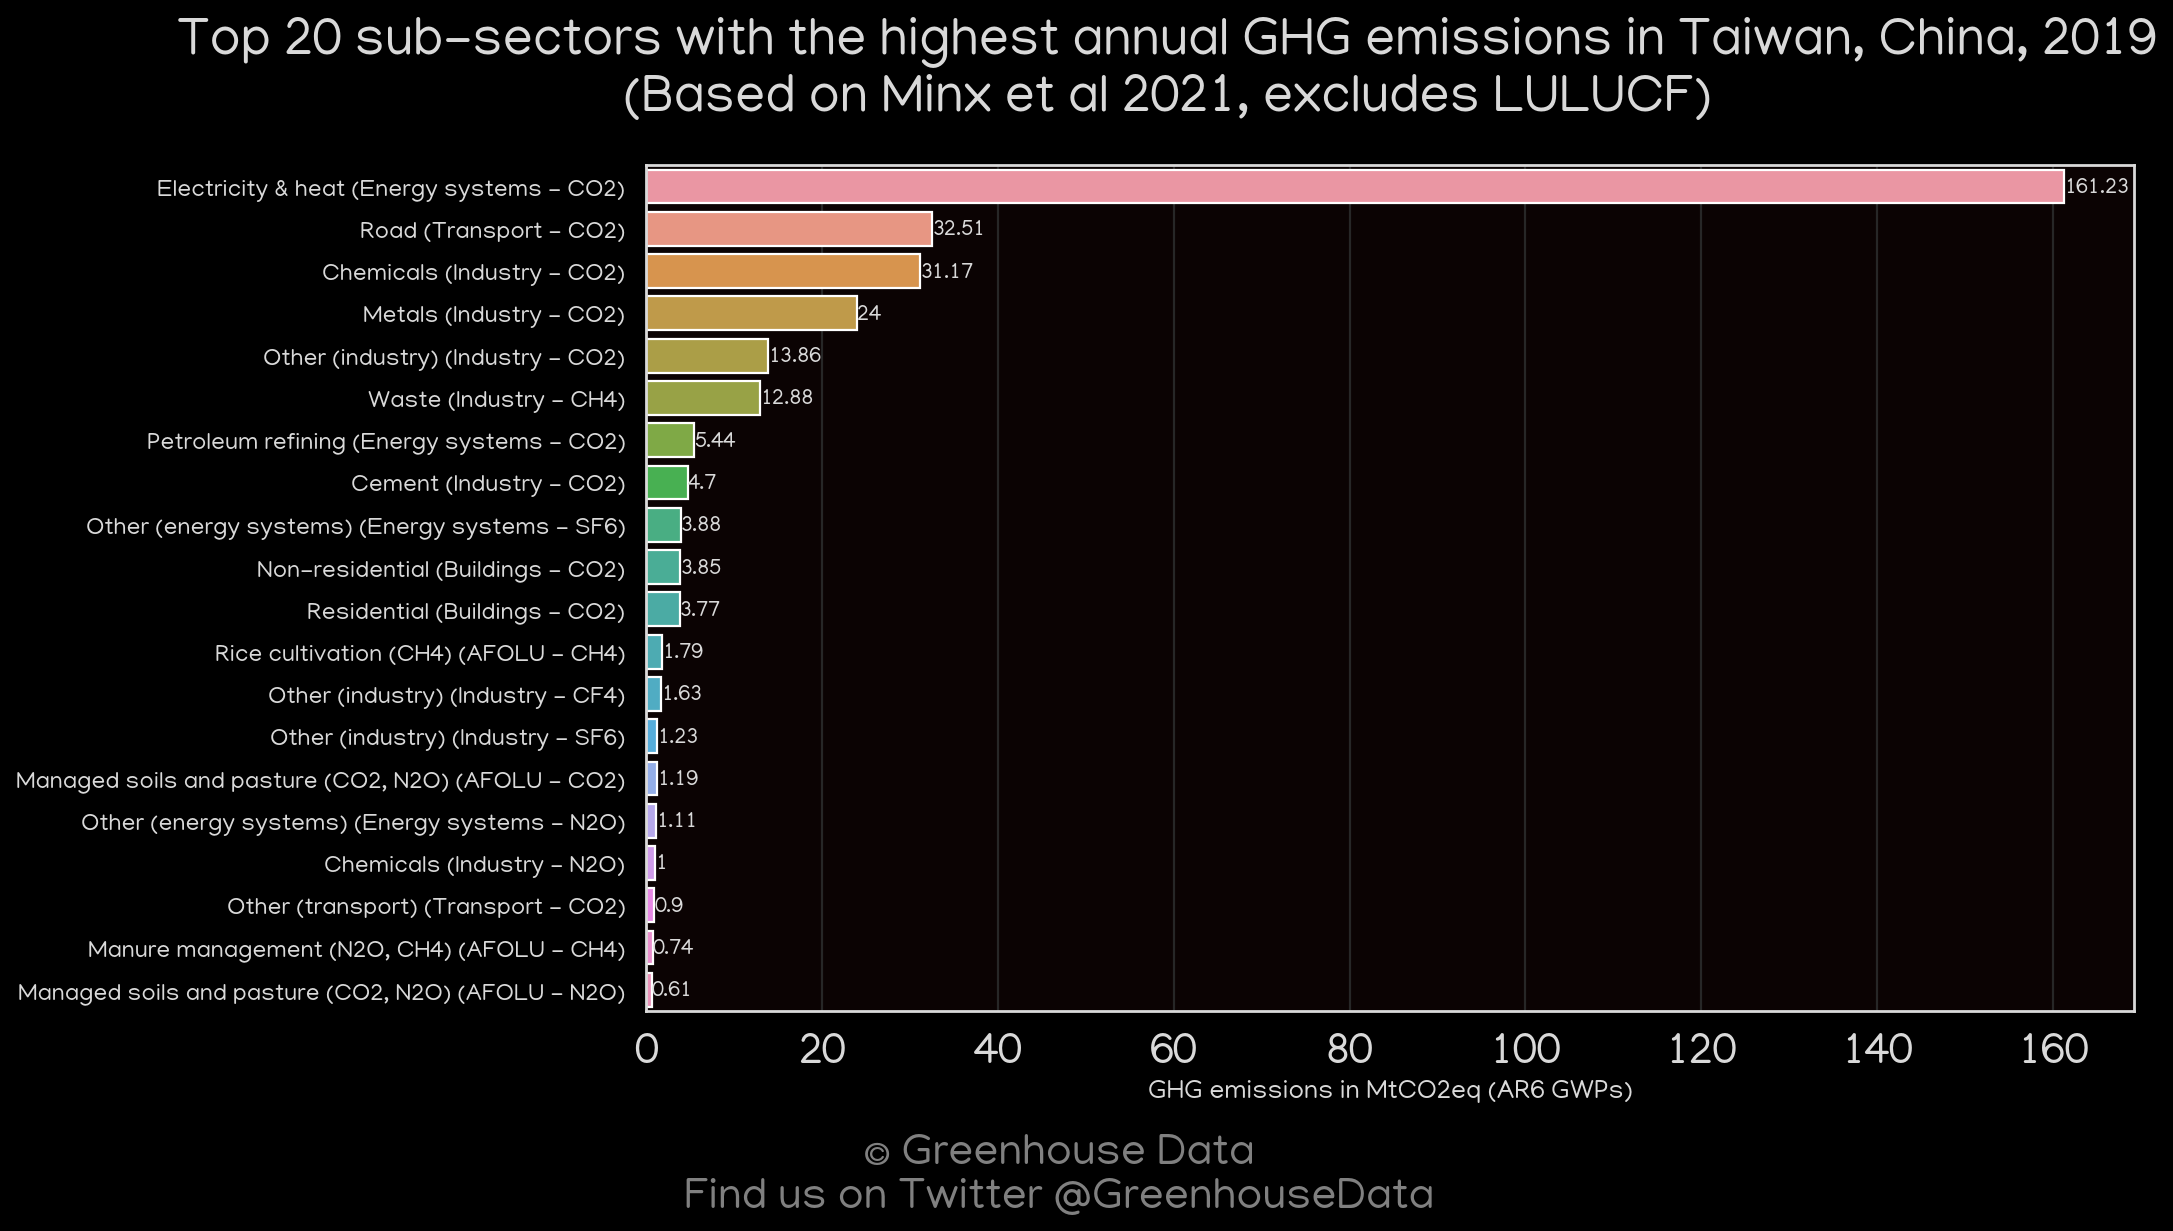 Top 20 sub-sectors with the highest annual GHG emissions in Taiwan, China, 2019
(Based on Minx et al 2021, excludes LULUCF)
Electricity & heat (Energy systems - CO2) 161.23
Road (Transport - CO2) 32.51
Chemicals (Industry - CO2) 31.17
Metals (Industry - CO2) 24
Other (industry) (Industry - CO2) 13.86
Waste (Industry - CH4) 12.88
Petroleum refining (Energy systems - CO2) 5.44
Cement (Industry - CO2) 4.7
Other (energy systems) (Energy systems - SF6) 3.88
Non-residential (Buildings - CO2) 3.85
Residential (Buildings - CO2) 3.77
Rice cultivation (CH4) (AFOLU - CH4) 1.79
Other (industry) (Industry - CF4) 1.63
Other (industry) (Industry - SF6) 1.23
Managed soils and pasture (CO2, N2O) (AFOLU - CO2) 1.19
Other (energy systems) (Energy systems - N2O) 1.11
Chemicals (Industry - N2O) 1
Other (transport) (Transport - CO2) 0.9
Manure management (N2O, CH4) (AFOLU - CH4) 0.74
Managed soils and pasture (CO2, N2O) (AFOLU - N2O) 0.61
0 20 40 60 80 100 120 140 160
GHG emissions in MtCO2eq (AR6 GWPs)
© Greenhouse Data
Find us on Twitter @GreenhouseData